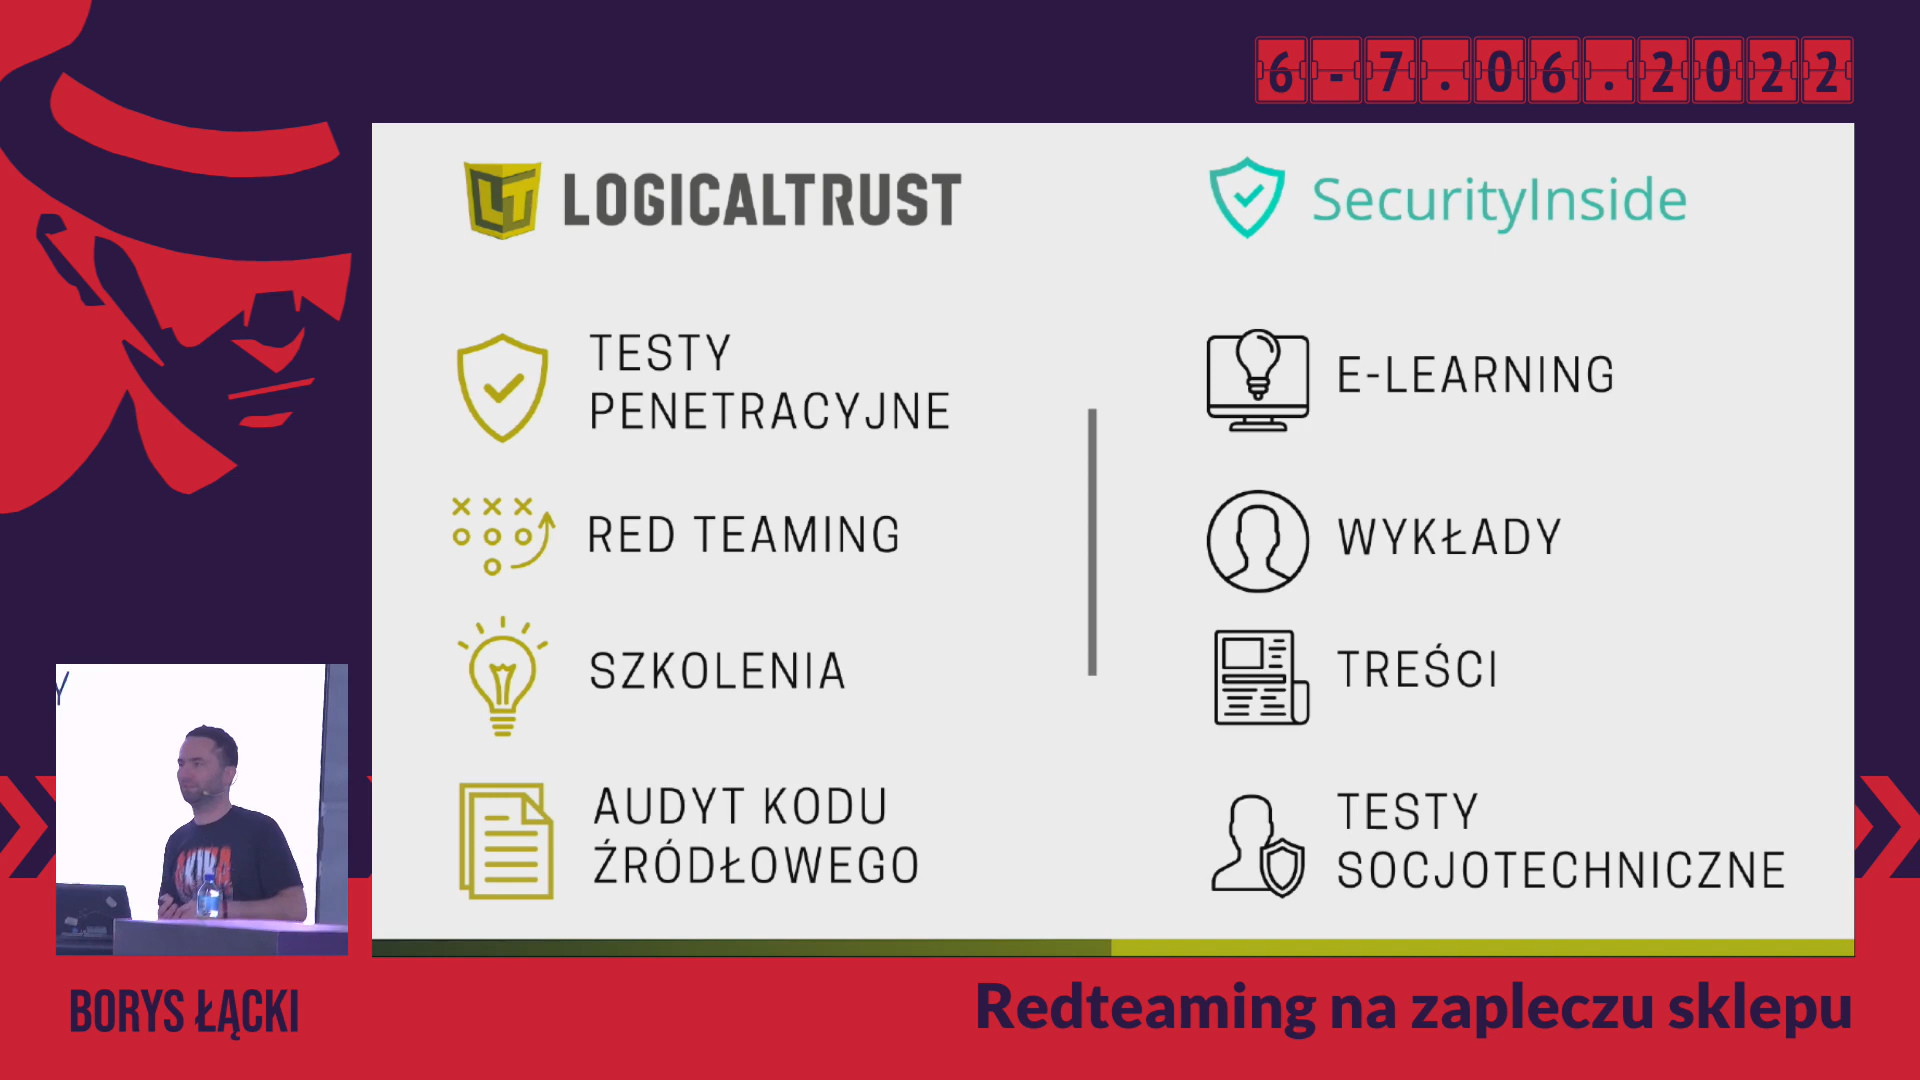 6-7.06.2022
LOGICALTRUST
TESTY
PENETRACYJNE
RED TEAMING
SZKOLENIA
AUDYT KODU
ŹRÓDŁOWEGO
SecurityInside
E-LEARNING
WYKŁADY
TREŚCI
TESTY
SOCJOTECHNICZNE
BORYS ŁĄCKI
Redteaming na zapleczu sklepu